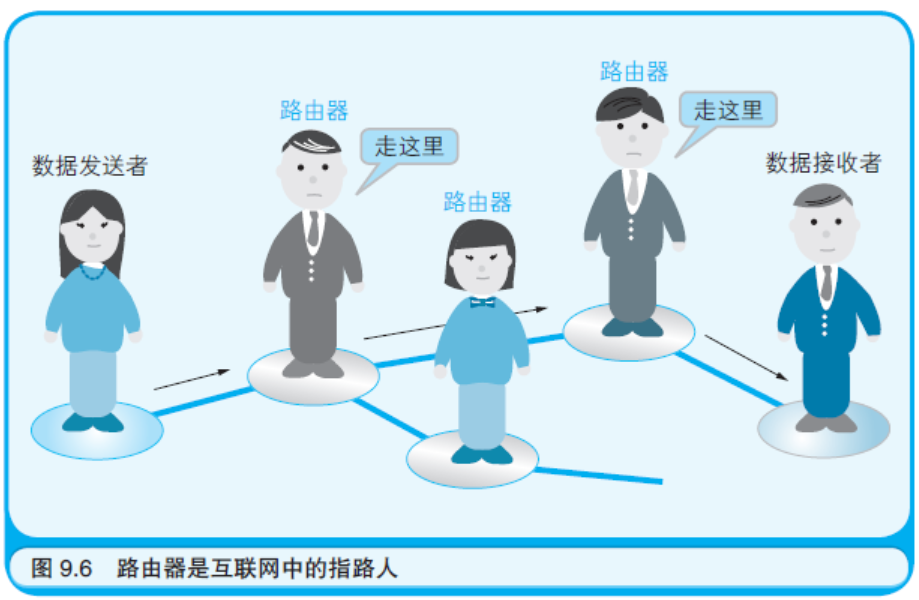 路由器
路由器
走这里
走这里
数据发送者
数据接收者
路由器
图 9.6 路由器是互联网中的指路人